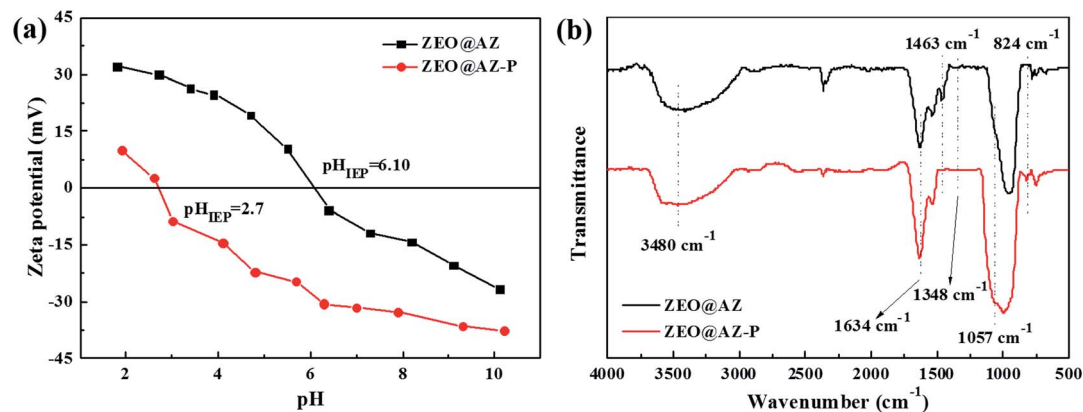 (a)
45
30
15
0
-15
-30
-45
Zeta potential (mV)
ZEO@AZ
ZEO@AZ-P
pHIEP=6.10
pHIEP=2.7
2
4
6
8
10
pH
(b)
1463 cm-1
824 cm-1
Transmittance
3480 cm-1
1348 cm-1
1634 cm-1
1057 cm-1
ZEO@AZ
ZEO@AZ-P
4000
3500
3000
2500
2000
1500
1000
500
Wavenumber (cm-1)